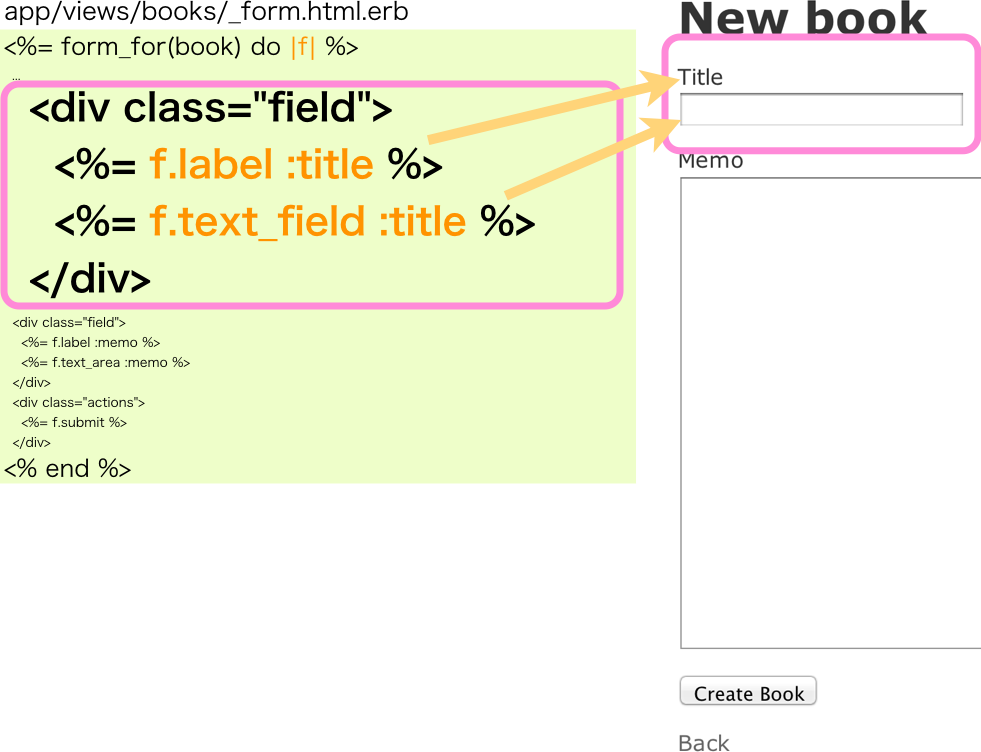 app/views/books/_form.html.erb
<%= form_for(book) do |f| %>
...
<div class="field">
<%= f.label :title %>
<%= f.text_field :title %>
</div>
<div class="field">
<%= f.label :memo %>
<%= f.text_area :memo %>
</div>
<div class="actions">
<%= f.submit %>
</div>
<% end %>
New book
Title
Memo
Create Book
Back